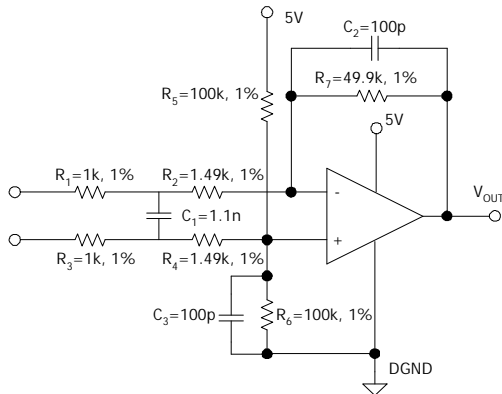 5V
C2=100p
R7=49.9k, 1%
R5=100k, 1%
5V
R1=1k, 1%
R2=1.49k, 1%
-
VOUT
C1=1.1n
+
R3=1k, 1%
R4=1.49k, 1%
C3=100p
R6=100k, 1%
DGND